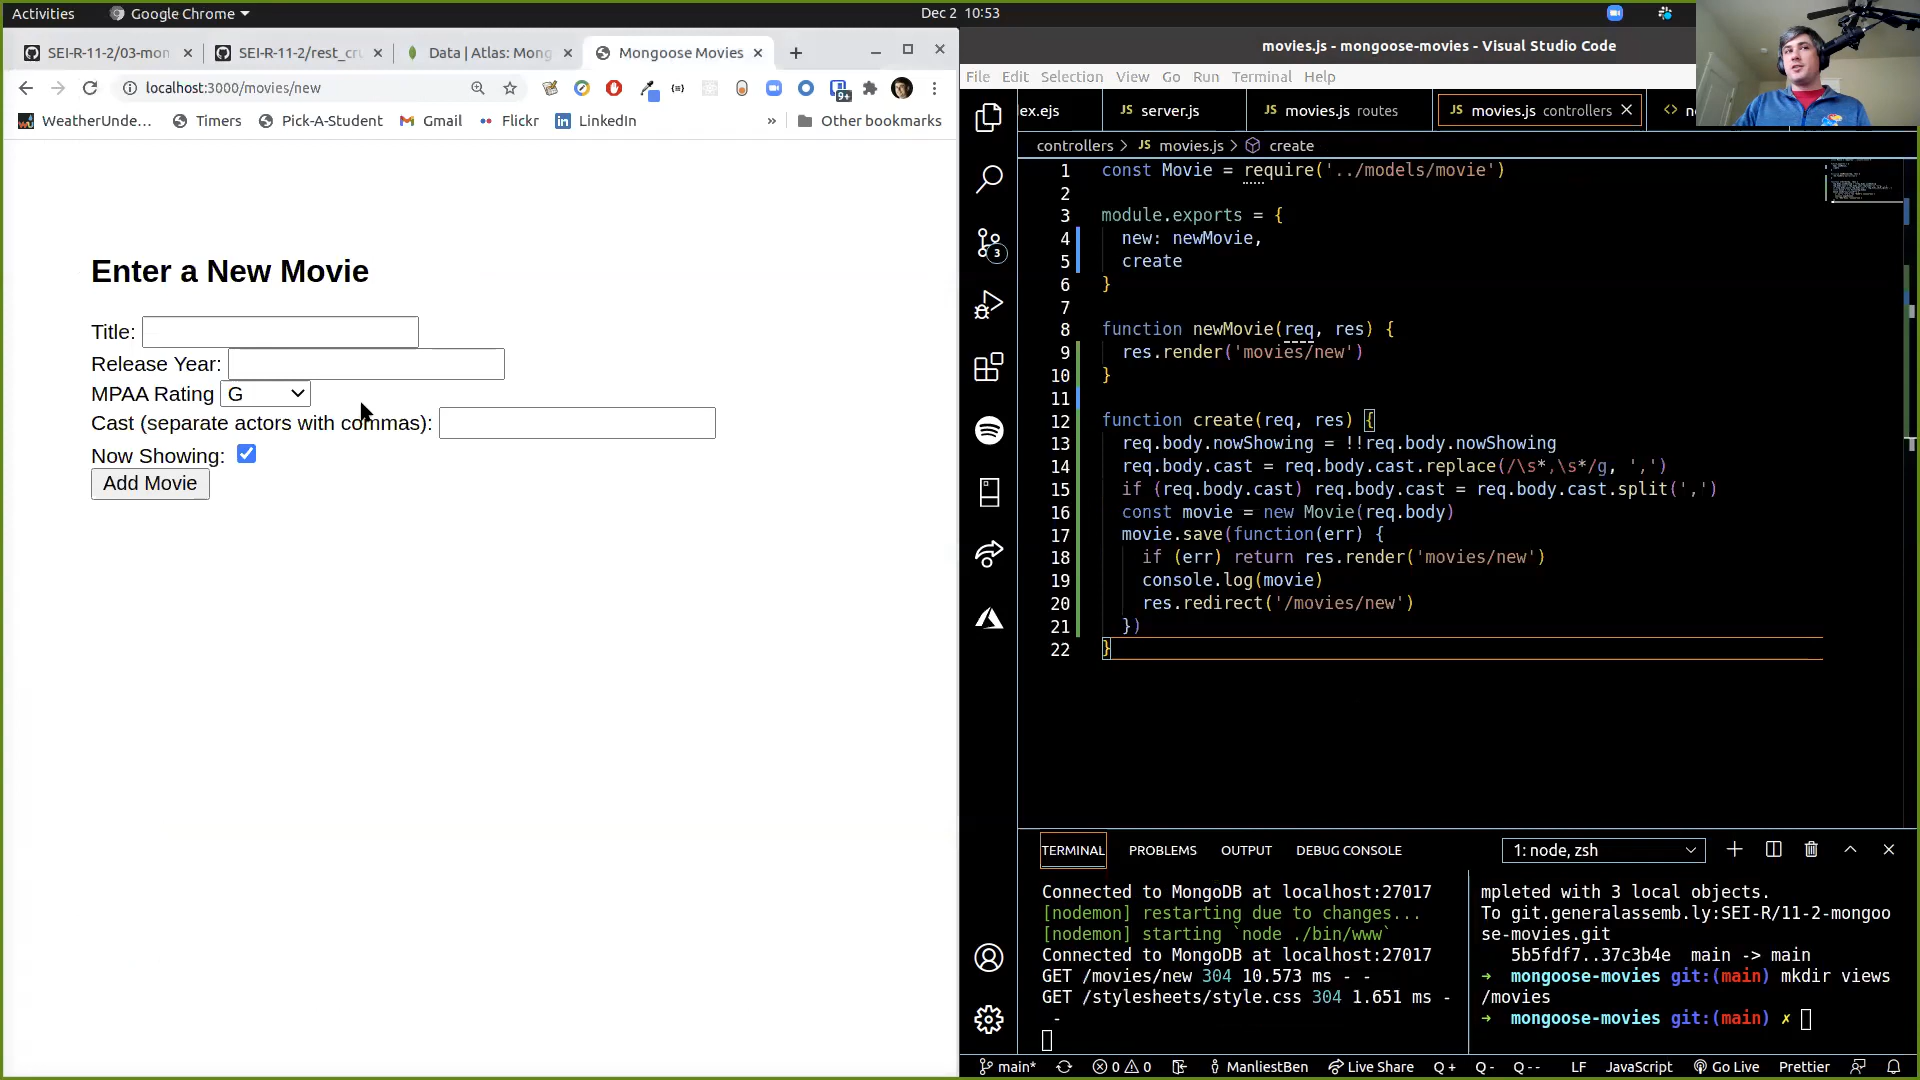 Activities
Google Chrome
Dec 2 10:53
SEI-R-11-2/03-mon
SEI-R-11-2/rest_cru
Data | Atlas: Mong
Mongoose Movies
localhost:3000/movies/new
9+
WeatherUnde...
Timers
Pick-A-Student
Gmail
Flickr
LinkedIn
»
Other bookmarks
Enter a New Movie
Title:
Release Year:
MPAA Rating G
Cast (separate actors with commas):
Now Showing:
Add Movie
movies.js - mongoose-movies - Visual Studio Code
File Edit Selection View Go Run Terminal Help
ex.ejs
JS server.js
JS movies.js routes
JS movies.js controllers
controllers > JS movies.js > create
1 const Movie = require('../models/movie')
2
3 module.exports = {
4 new: newMovie,
5 create
6 }
7
8 function newMovie(req, res) {
9 res.render('movies/new')
10 }
11
12 function create(req, res) {
13 req.body.nowShowing = !!req.body.nowShowing
14 req.body.cast = req.body.cast.replace(/\s*,\s*/g, ',')
15 if (req.body.cast) req.body.cast = req.body.cast.split(',')
16 const movie = new Movie(req.body)
17 movie.save(function(err) {
18 if (err) return res.render('movies/new')
19 console.log(movie)
20 res.redirect('/movies/new')
21 })
22 }
3
TERMINAL PROBLEMS OUTPUT DEBUG CONSOLE
1: node, zsh
Connected to MongoDB at localhost:27017
[nodemon] restarting due to changes...
[nodemon] starting `node ./bin/www`
Connected to MongoDB at localhost:27017
GET /movies/new 304 10.573 ms - -
GET /stylesheets/style.css 304 1.651 ms -
-
mpleted with 3 local objects.
To git.generalassemb.ly:SEI-R/11-2-mongoo
se-movies.git
5b5fdf7..37c3b4e main -> main
➜ mongoose-movies git:(main) mkdir views
/movies
➜ mongoose-movies git:(main) ✗
main*
0 0
ManliestBen
Live Share
Q + Q - Q --
LF
JavaScript
Go Live
Prettier